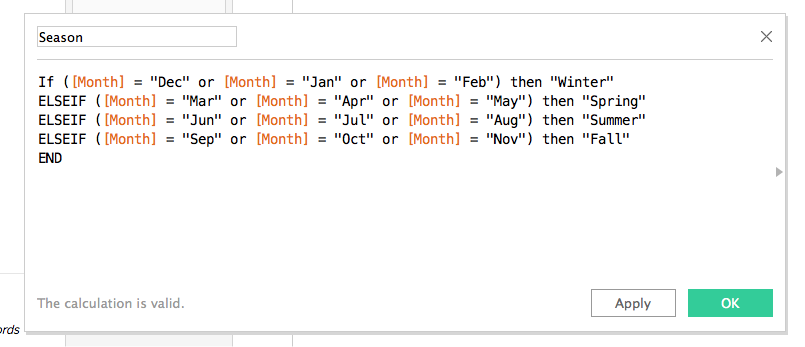 Season
If ([Month] = "Dec" or [Month] = "Jan" or [Month] = "Feb") then "Winter"
ELSEIF ([Month] = "Mar" or [Month] = "Apr" or [Month] = "May") then "Spring"
ELSEIF ([Month] = "Jun" or [Month] = "Jul" or [Month] = "Aug") then "Summer"
ELSEIF ([Month] = "Sep" or [Month] = "Oct" or [Month] = "Nov") then "Fall"
END
The calculation is valid.
Apply
OK